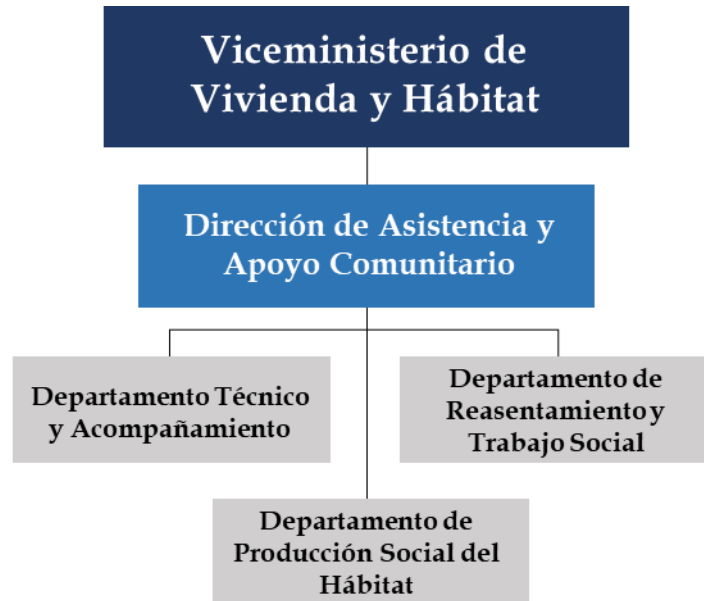 Viceministerio de
Vivienda y Hábitat
Dirección de Asistencia y
Apoyo Comunitario
Departamento Técnico
y Acompañamiento
Departamento de
Reasentamiento y
Trabajo Social
Departamento de
Producción Social del
Hábitat